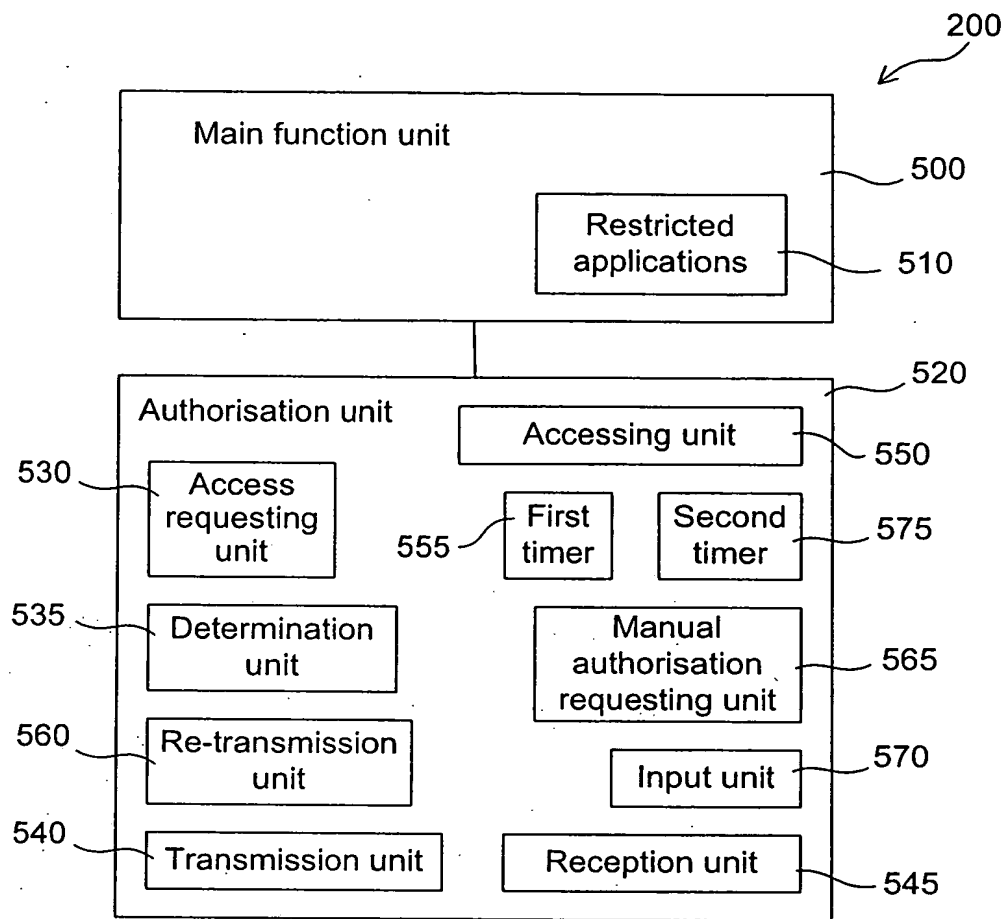 200
Main function unit
500
Restricted
applications
510
520
Authorisation unit
Accessing unit
550
530
Access
requesting
unit
555
First
timer
Second
timer
575
535
Determination
unit
Manual
authorisation
requesting unit
565
560
Re-transmission
unit
Input unit
570
540
Transmission unit
Reception unit
545